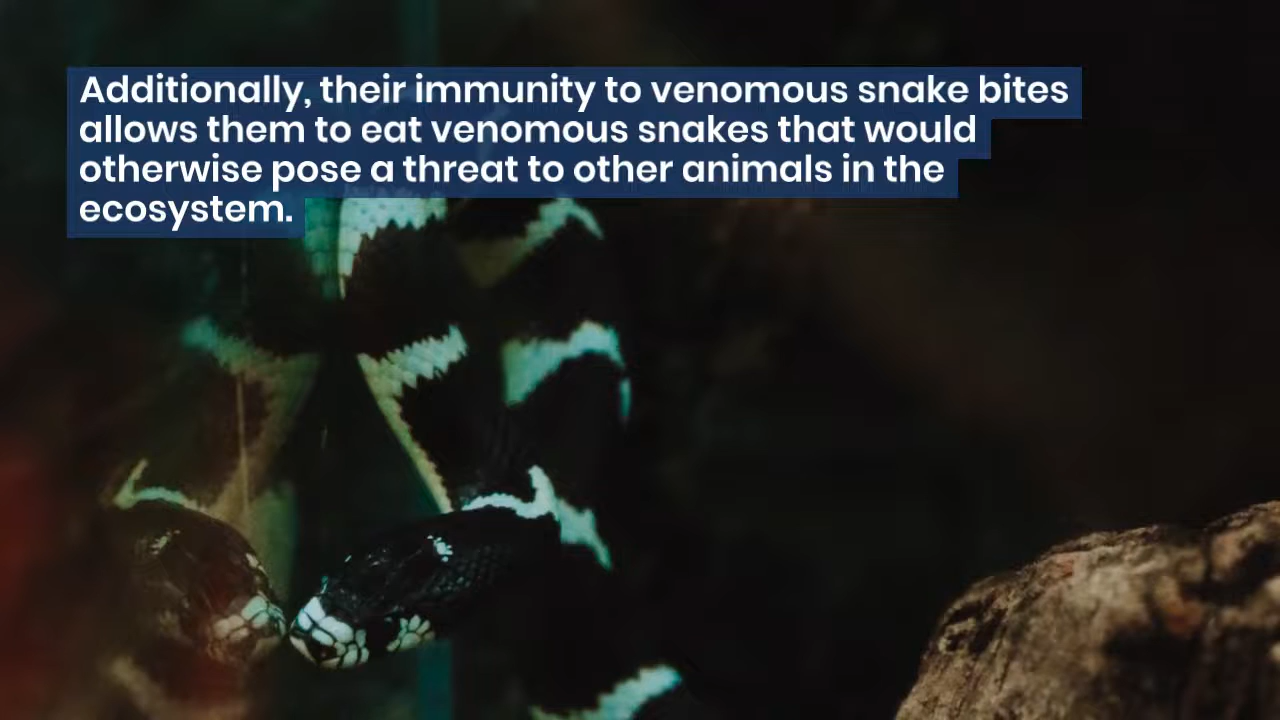 Additionally, their immunity to venomous snake bites
allows them to eat venomous snakes that would
otherwise pose a threat to other animals in the
ecosystem.